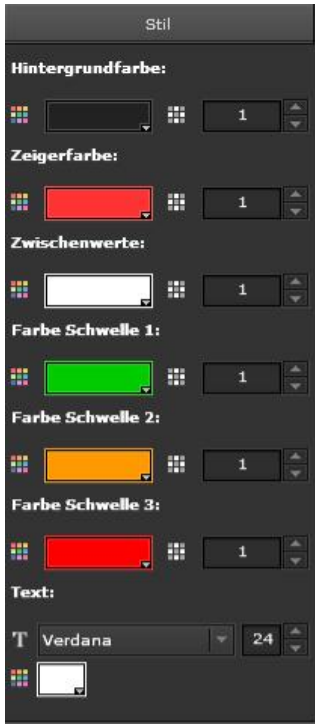 Stil
Hintergrundfarbe:
1
Zeigerfarbe:
1
Zwischenwerte:
1
Farbe Schwelle 1:
1
Farbe Schwelle 2:
1
Farbe Schwelle 3:
1
Text:
T Verdana 24